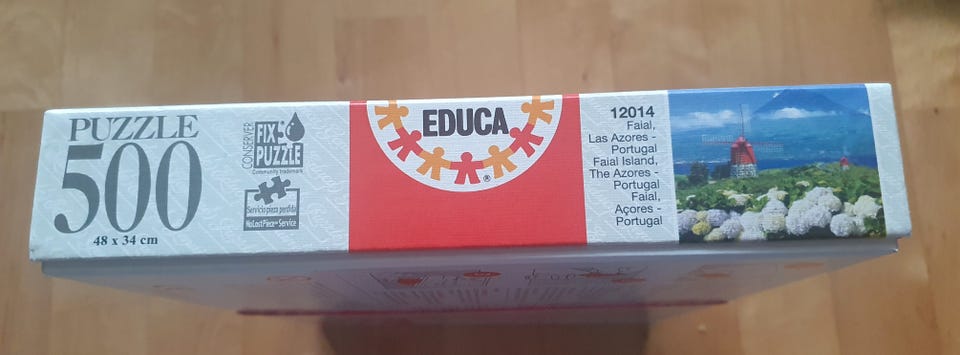 PUZZLE
500
48 x 34 cm
CONSERVER
FIX
PUZZLE
Community trademark
Servicio pieza perdida
NoLostPiece Service
EDUCA
®
12014
Faial,
Las Azores -
Portugal
Faial Island,
The Azores -
Portugal
Faial,
Açores -
Portugal